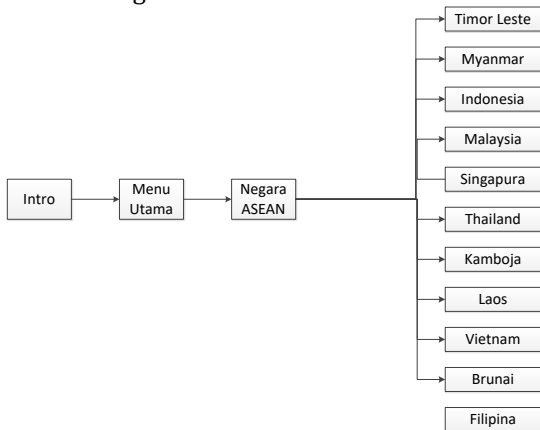 Timor Leste
Myanmar
Indonesia
Malaysia
Intro
Menu
Utama
Negara
ASEAN
Singapura
Thailand
Kamboja
Laos
Vietnam
Brunai
Filipina